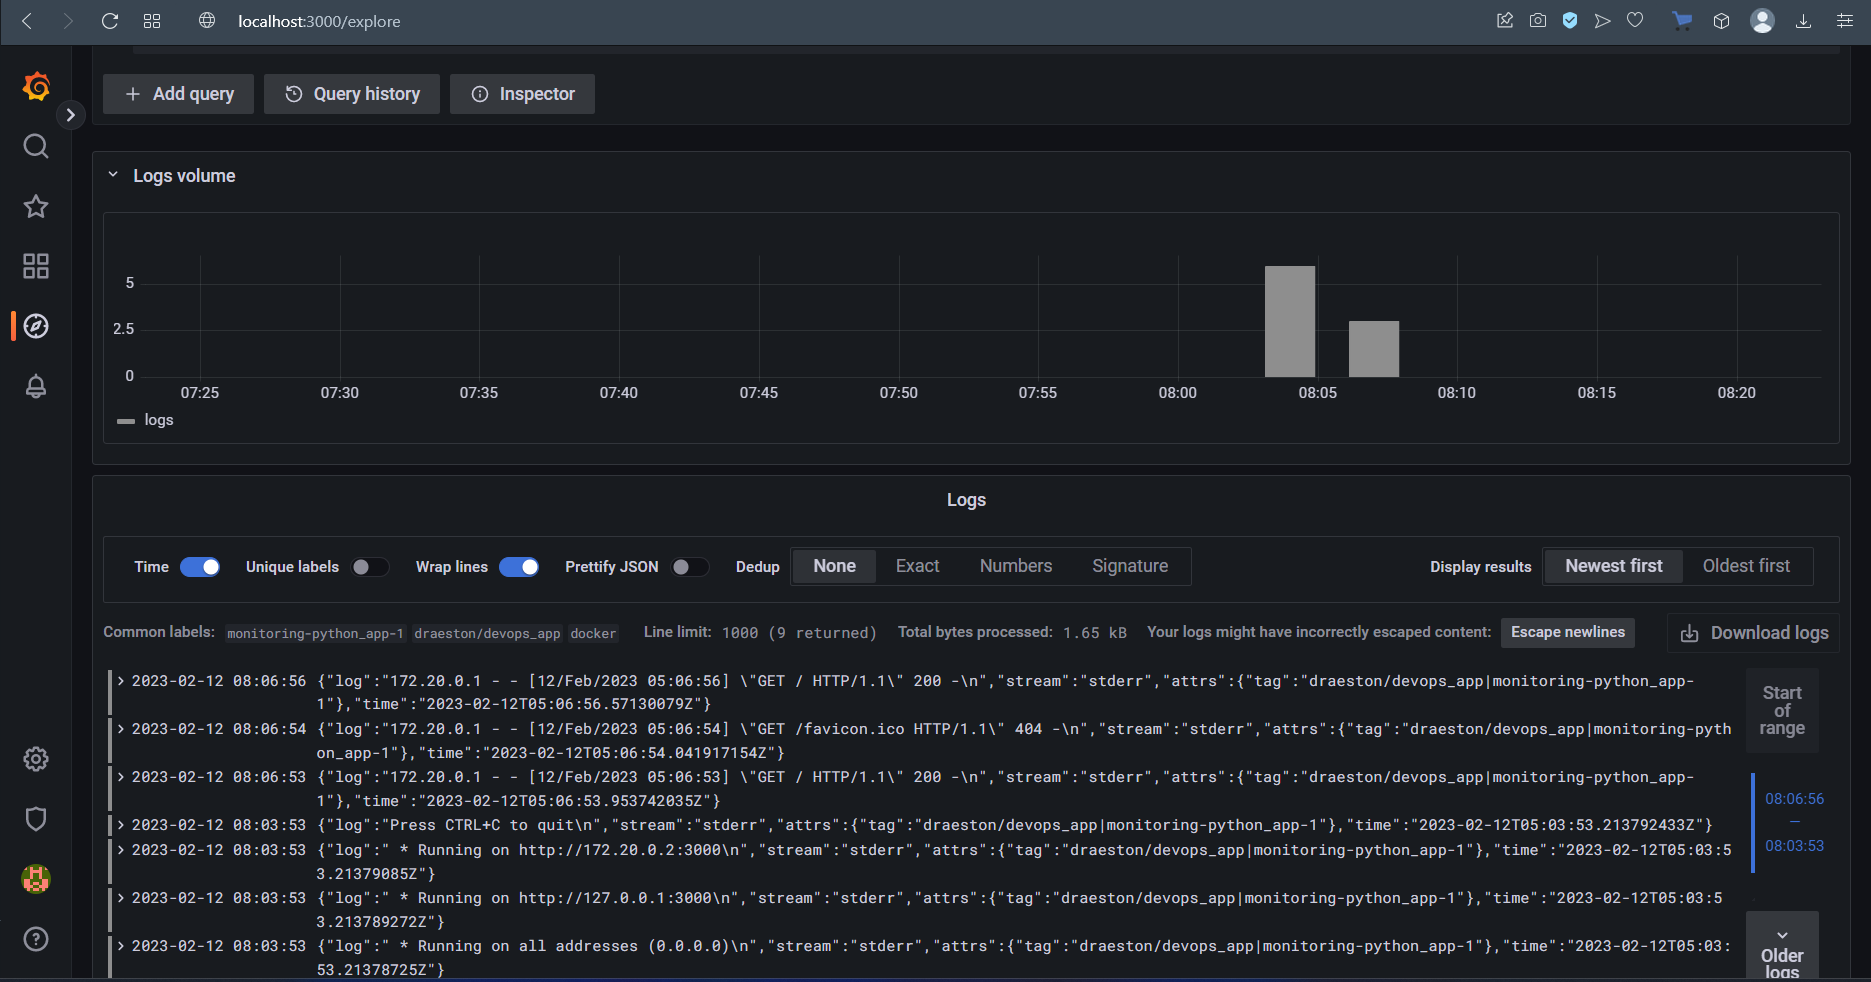 localhost:3000/explore
Add query Query history Inspector
Logs volume
5
2.5
0
07:25 07:30 07:35 07:40 07:45 07:50 07:55 08:00 08:05 08:10 08:15 08:20
logs
Logs
Time Unique labels Wrap lines Prettify JSON Dedup None Exact Numbers Signature Display results Newest first Oldest first
Common labels: monitoring-python_app-1 draeston/devops_app docker Line limit: 1000 (9 returned) Total bytes processed: 1.65 kB Your logs might have incorrectly escaped content: Escape newlines Download logs
2023-02-12 08:06:56 {"log":"172.20.0.1 - - [12/Feb/2023 05:06:56] \"GET / HTTP/1.1\" 200 -\n","stream":"stderr","attrs":{"tag":"draeston/devops_app|monitoring-python_app-
1"},"time":"2023-02-12T05:06:56.57130079Z"}
2023-02-12 08:06:54 {"log":"172.20.0.1 - - [12/Feb/2023 05:06:54] \"GET /favicon.ico HTTP/1.1\" 404 -\n","stream":"stderr","attrs":{"tag":"draeston/devops_app|monitoring-pyth
on_app-1"},"time":"2023-02-12T05:06:54.041917154Z"}
2023-02-12 08:06:53 {"log":"172.20.0.1 - - [12/Feb/2023 05:06:53] \"GET / HTTP/1.1\" 200 -\n","stream":"stderr","attrs":{"tag":"draeston/devops_app|monitoring-python_app-
1"},"time":"2023-02-12T05:06:53.953742035Z"}
2023-02-12 08:03:53 {"log":"Press CTRL+C to quit\n","stream":"stderr","attrs":{"tag":"draeston/devops_app|monitoring-python_app-1"},"time":"2023-02-12T05:03:53.213792433Z"}
2023-02-12 08:03:53 {"log":" * Running on http://172.20.0.2:3000\n","stream":"stderr","attrs":{"tag":"draeston/devops_app|monitoring-python_app-1"},"time":"2023-02-12T05:03:5
3.21379085Z"}
2023-02-12 08:03:53 {"log":" * Running on http://127.0.0.1:3000\n","stream":"stderr","attrs":{"tag":"draeston/devops_app|monitoring-python_app-1"},"time":"2023-02-12T05:03:5
3.213789272Z"}
2023-02-12 08:03:53 {"log":" * Running on all addresses (0.0.0.0)\n","stream":"stderr","attrs":{"tag":"draeston/devops_app|monitoring-python_app-1"},"time":"2023-02-12T05:03:
53.21378725Z"}
Start
of
range
08:06:56
—
08:03:53
Older
logs